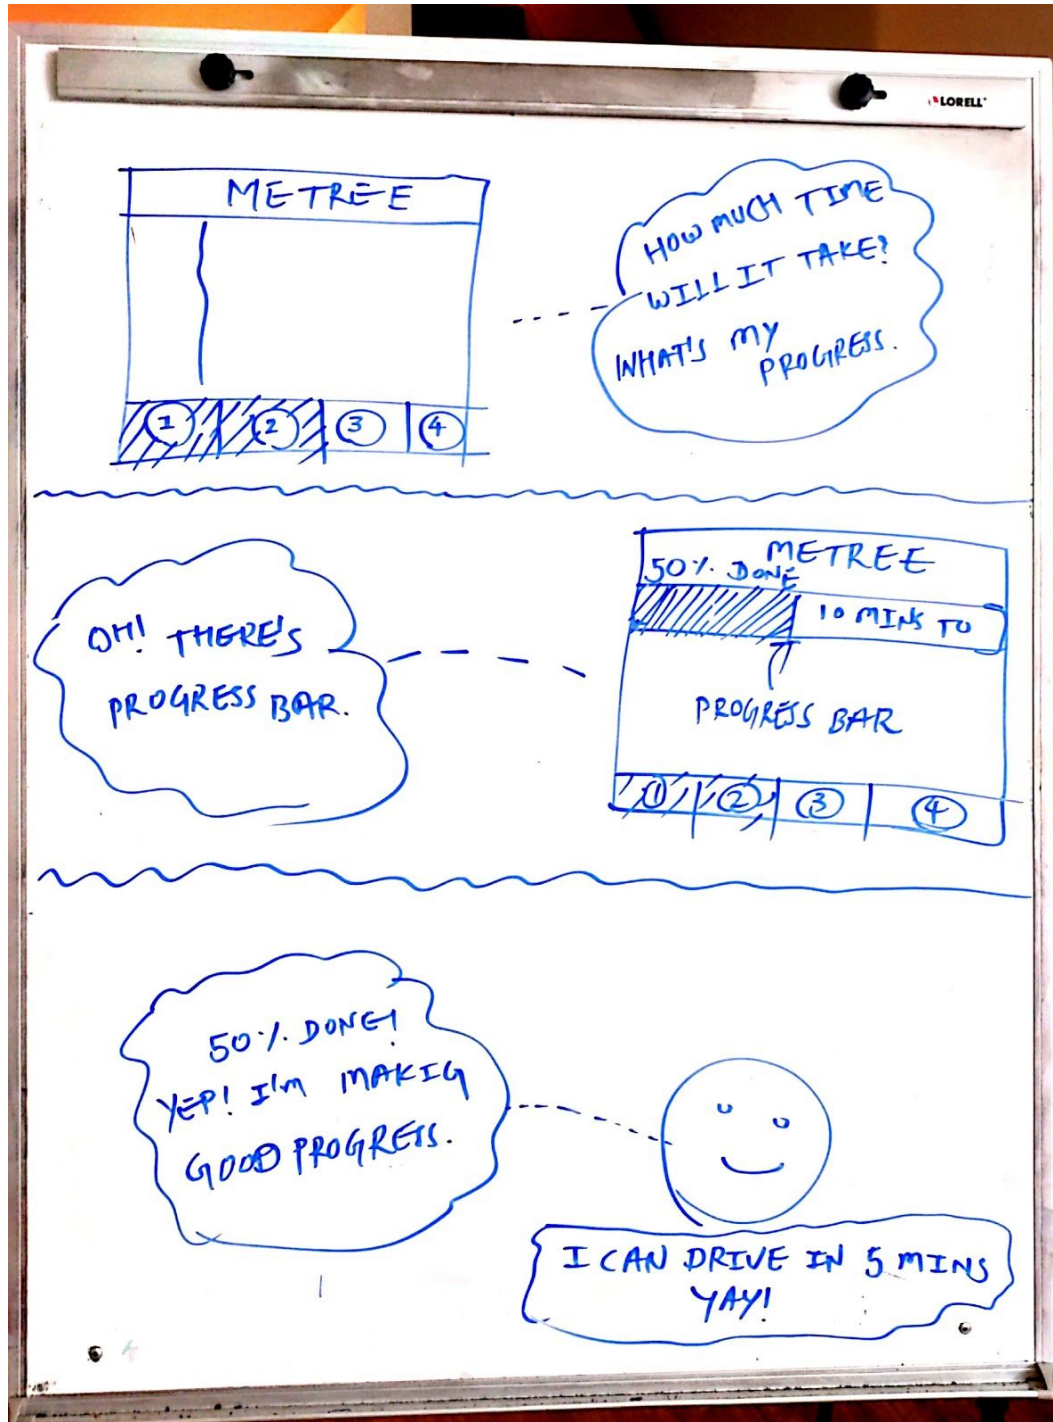 LORELL
METREE
HOW MUCH TIME
WILL IT TAKE?
WHAT'S MY
PROGRESS.
1 2 3 4
OH! THERE'S
PROGRESS BAR.
METREE
50% DONE
10 MINS TO
PROGRESS BAR
1 2 3 4
50% DONE!
YEP! I'M MAKIG
GOOD PROGRESS.
I CAN DRIVE IN 5 MINS
YAY!